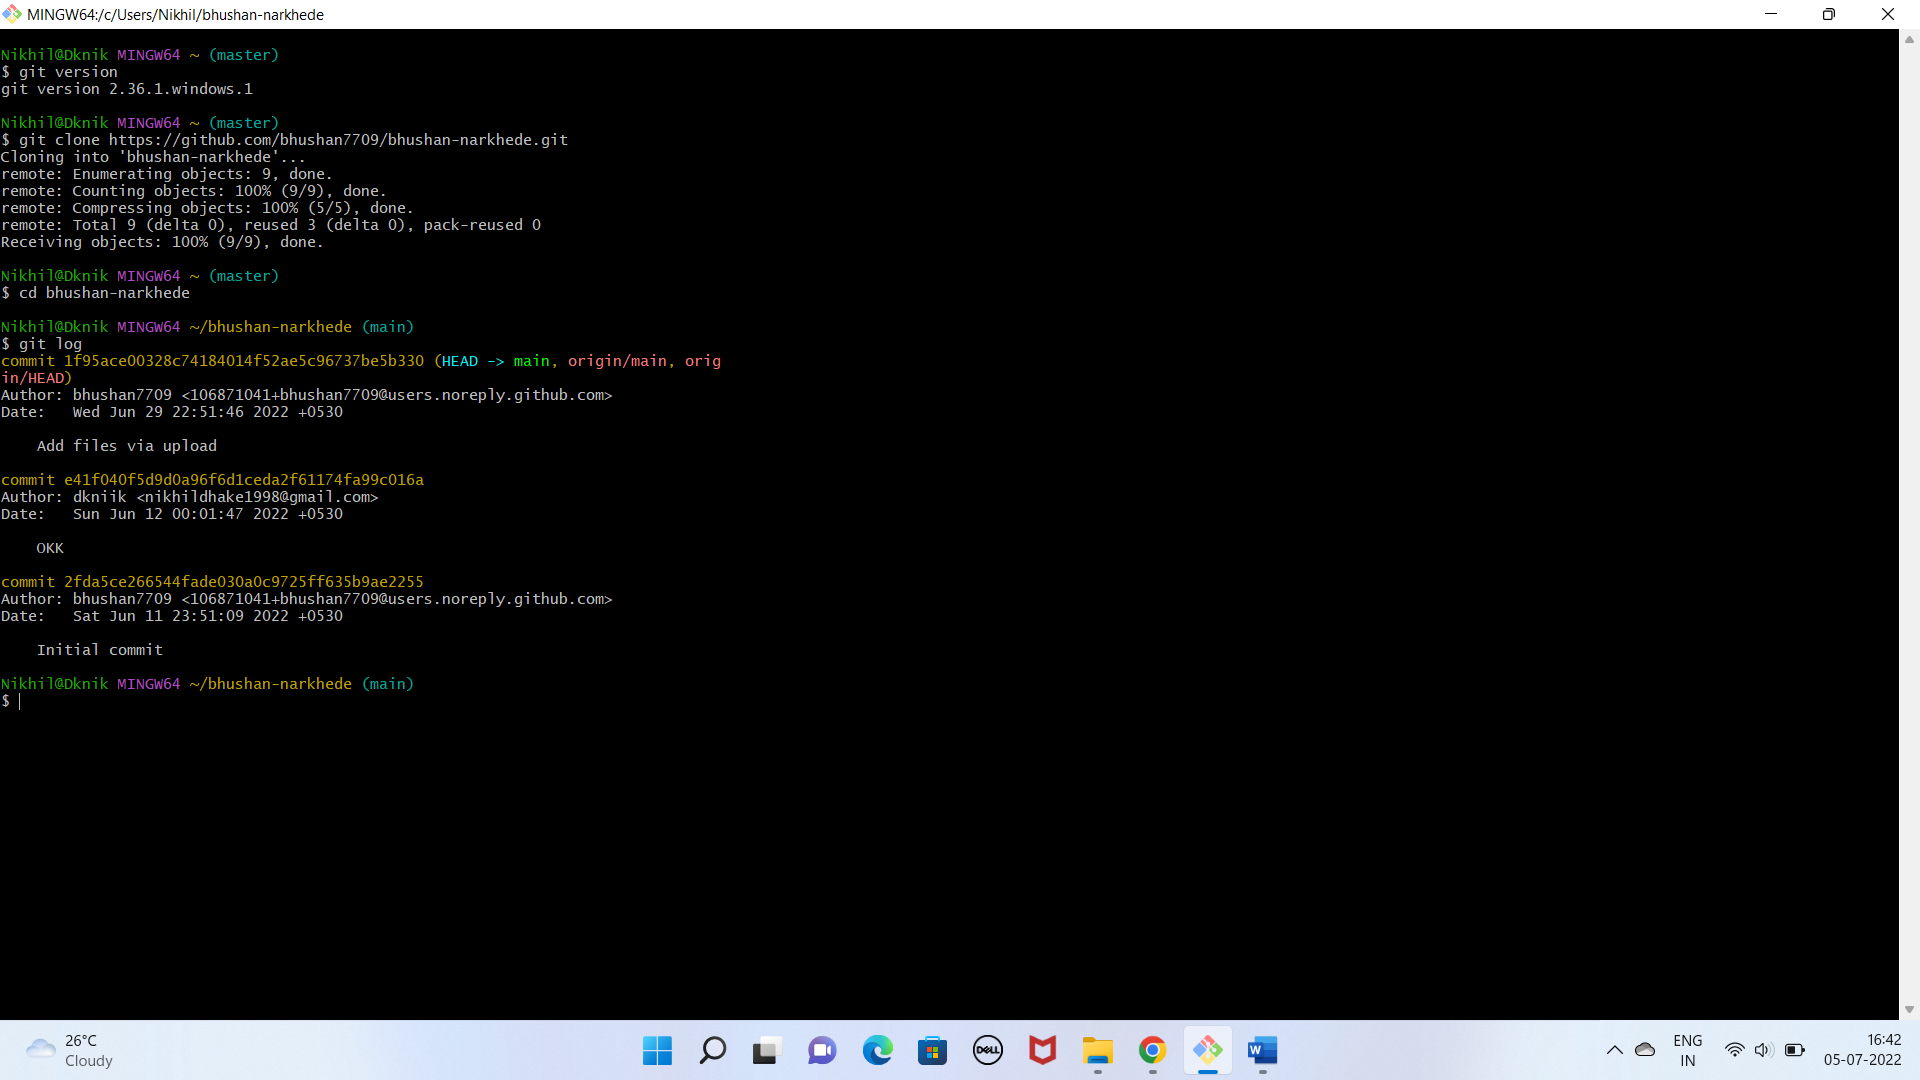 MINGW64:/c/Users/Nikhil/bhushan-narkhede
Nikhil@Dknik MINGW64 ~ (master)
$ git version
git version 2.36.1.windows.1
Nikhil@Dknik MINGW64 ~ (master)
$ git clone https://github.com/bhushan7709/bhushan-narkhede.git
Cloning into 'bhushan-narkhede'...
remote: Enumerating objects: 9, done.
remote: Counting objects: 100% (9/9), done.
remote: Compressing objects: 100% (5/5), done.
remote: Total 9 (delta 0), reused 3 (delta 0), pack-reused 0
Receiving objects: 100% (9/9), done.
Nikhil@Dknik MINGW64 ~ (master)
$ cd bhushan-narkhede
Nikhil@Dknik MINGW64 ~/bhushan-narkhede (main)
$ git log
commit 1f95ace00328c74184014f52ae5c96737be5b330 (HEAD -> main, origin/main, orig
in/HEAD)
Author: bhushan7709 <106871041+bhushan7709@users.noreply.github.com>
Date:   Wed Jun 29 22:51:46 2022 +0530
Add files via upload
commit e41f040f5d9d0a96f6d1ceda2f61174fa99c016a
Author: dkniik <nikhildhake1998@gmail.com>
Date:   Sun Jun 12 00:01:47 2022 +0530
OKK
commit 2fda5ce266544fade030a0c9725ff635b9ae2255
Author: bhushan7709 <106871041+bhushan7709@users.noreply.github.com>
Date:   Sat Jun 11 23:51:09 2022 +0530
Initial commit
Nikhil@Dknik MINGW64 ~/bhushan-narkhede (main)
$
26°C
Cloudy
DELL
W
ENG
IN
16:42
05-07-2022